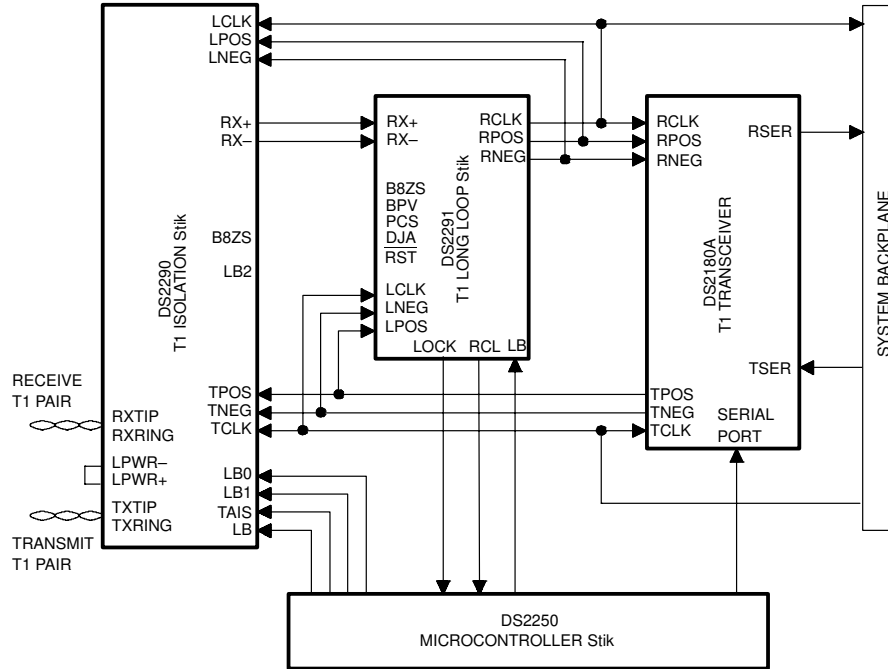 LCLK
LPOS
LNEG
RX+
RX–
B8ZS
LB2
DS2290
T1 ISOLATION Stik
TPOS
TNEG
TCLK
LB0
LB1
TAIS
LB
RECEIVE
T1 PAIR
RXTIP
RXRING
LPWR–
LPWR+
TXTIP
TXRING
TRANSMIT
T1 PAIR
RX+
RX–
B8ZS
BPV
PCS
DJA
RST
LCLK
LNEG
LPOS
RCLK
RPOS
RNEG
DS2291
T1 LONG LOOP Stik
LOCK RCL LB
RCLK
RPOS
RNEG
RSER
DS2180A
T1 TRANSCEIVER
TSER
TPOS
TNEG
TCLK
SERIAL
PORT
SYSTEM BACKPLANE
DS2250
MICROCONTROLLER Stik